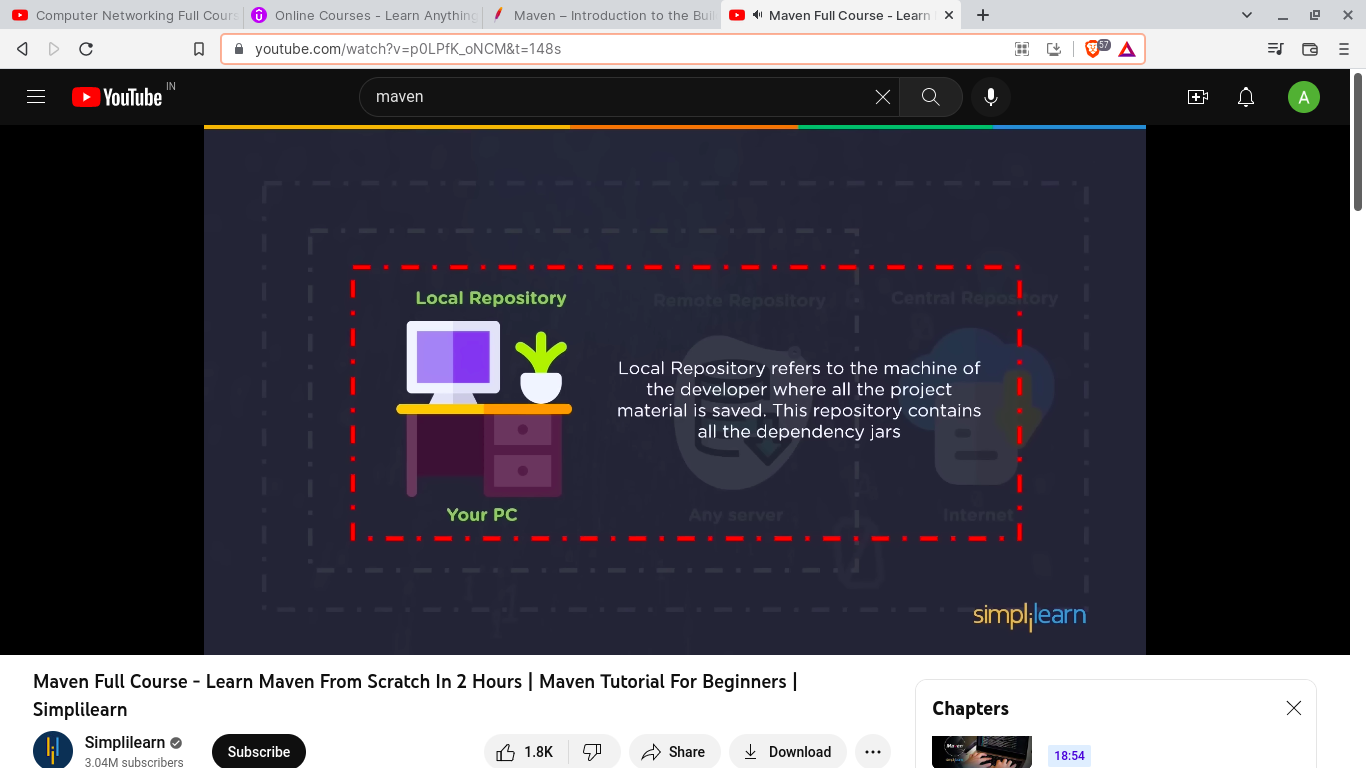 Computer Networking Full Cours
Online Courses - Learn Anything
Maven – Introduction to the Buil
Maven Full Course - Learn
youtube.com/watch?v=p0LPfK_oNCM&t=148s
57
YouTube
IN
maven
A
Local Repository
Remote Repository
Central Repository
Local Repository refers to the machine of
the developer where all the project
material is saved. This repository contains
all the dependency jars
Your PC
Any server
Internet
simplilearn
Maven Full Course - Learn Maven From Scratch In 2 Hours | Maven Tutorial For Beginners |
Simplilearn
Simplilearn
3.04M subscribers
Subscribe
1.8K
Share
Download
Chapters
18:54